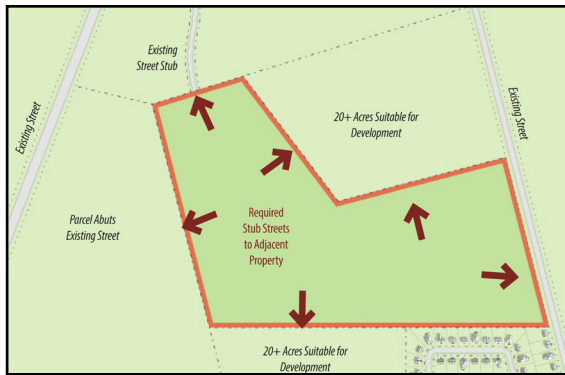 Existing
Street Stub
Existing Street
20+ Acres Suitable for
Development
Existing Street
Parcel Abuts
Existing Street
Required
Stub Streets
to Adjacent
Property
20+ Acres Suitable for
Development